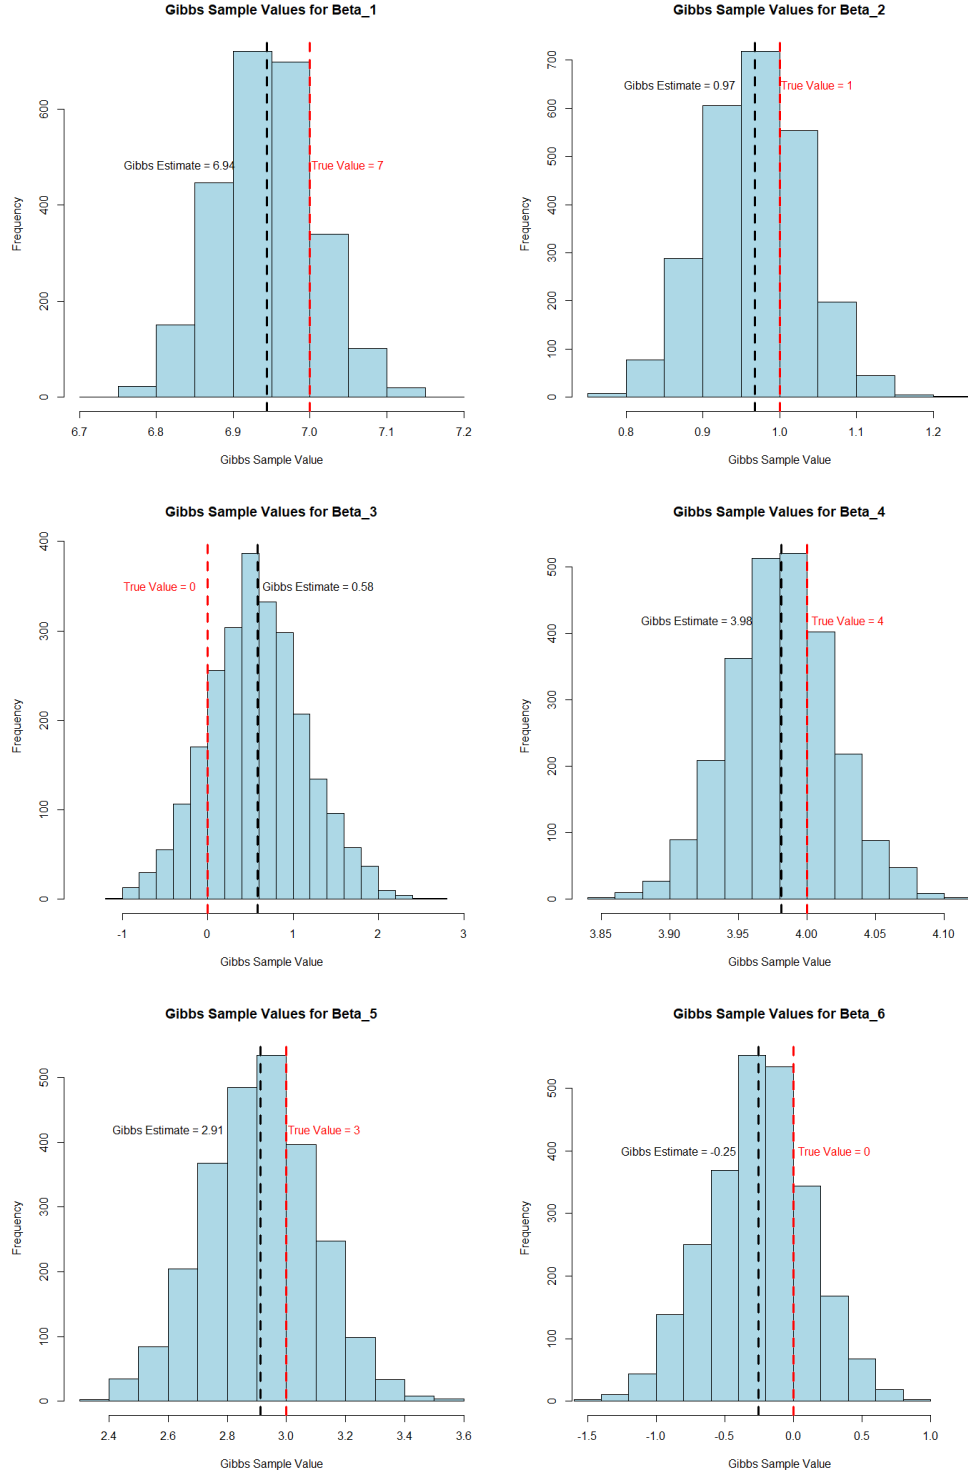 Gibbs Sample Values for Beta_1
600
400
200
0
Frequency
Gibbs Estimate = 6.94
True Value = 7
6.7 6.8 6.9 7.0 7.1 7.2
Gibbs Sample Value
Gibbs Sample Values for Beta_2
700
600
500
400
300
200
100
0
Frequency
Gibbs Estimate = 0.97
True Value = 1
0.8 0.9 1.0 1.1 1.2
Gibbs Sample Value
Gibbs Sample Values for Beta_3
400
300
200
100
0
Frequency
True Value = 0
Gibbs Estimate = 0.58
-1 0 1 2 3
Gibbs Sample Value
Gibbs Sample Values for Beta_4
500
400
300
200
100
0
Frequency
Gibbs Estimate = 3.98
True Value = 4
3.85 3.90 3.95 4.00 4.05 4.10
Gibbs Sample Value
Gibbs Sample Values for Beta_5
500
400
300
200
100
0
Frequency
Gibbs Estimate = 2.91
True Value = 3
2.4 2.6 2.8 3.0 3.2 3.4 3.6
Gibbs Sample Value
Gibbs Sample Values for Beta_6
500
400
300
200
100
0
Frequency
Gibbs Estimate = -0.25
True Value = 0
-1.5 -1.0 -0.5 0.0 0.5 1.0
Gibbs Sample Value